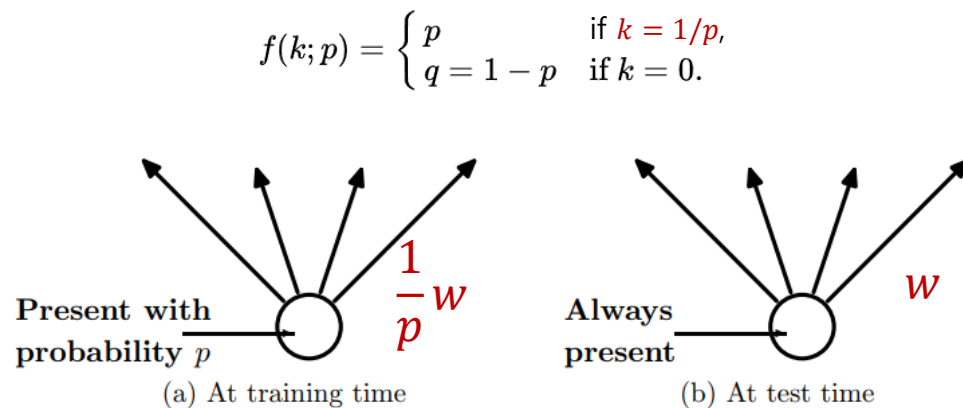 f(k; p) = { p if k = 1/p,
q = 1 − p if k = 0.
1/p w
w
Present with
probability p
Always
present
(a) At training time
(b) At test time